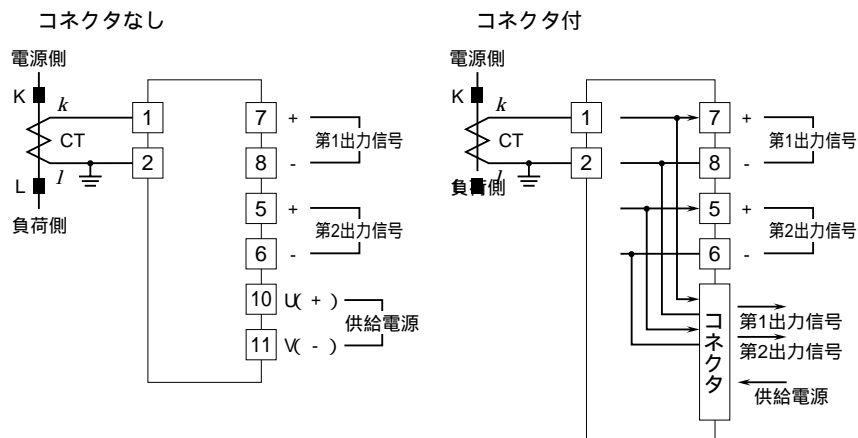 コネクタなし
電源側
K
k
CT
l
L
負荷側
1
2
7
+
第1出力信号
8
-
5
+
第2出力信号
6
-
10
U( + )
供給電源
11
V( - )
コネクタ付
電源側
K
k
CT
l
負荷側
1
2
7
+
第1出力信号
8
-
5
+
第2出力信号
6
-
コネクタ
第1出力信号
第2出力信号
供給電源